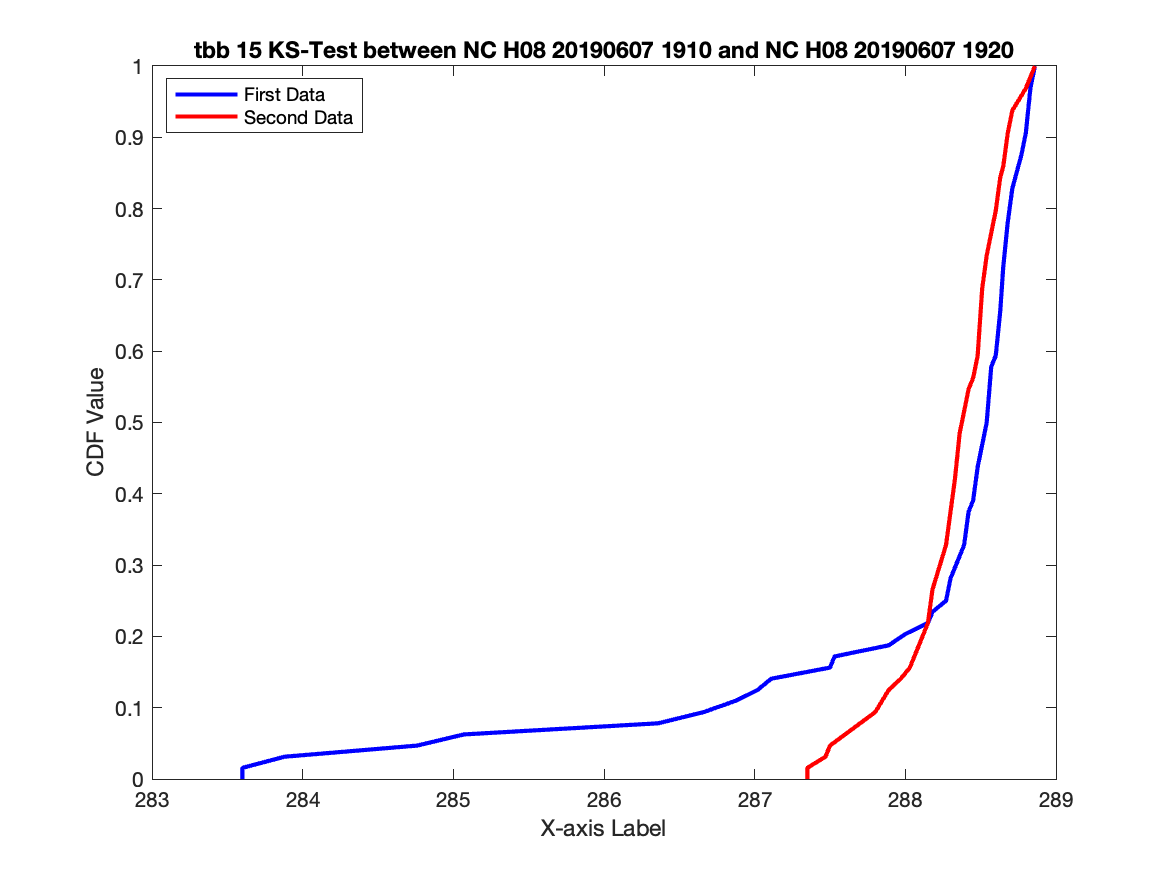 tbb 15 KS-Test between NC H08 20190607 1910 and NC H08 20190607 1920
First Data
Second Data
1
0.9
0.8
0.7
0.6
0.5
0.4
0.3
0.2
0.1
0
CDF Value
283 284 285 286 287 288 289
X-axis Label